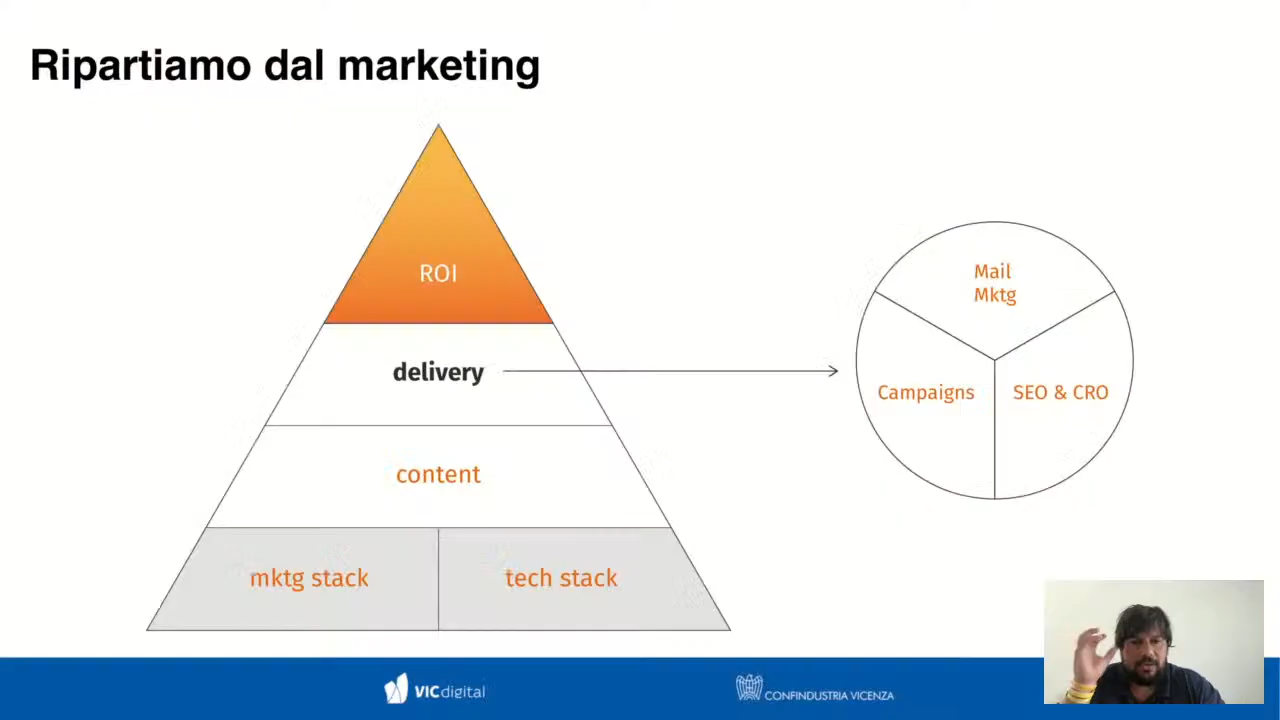 Ripartiamo dal marketing
ROI
delivery
content
mktg stack
tech stack
Mail
Mktg
Campaigns
SEO & CRO
VICdigital
CONFINDUSTRIA VICENZA